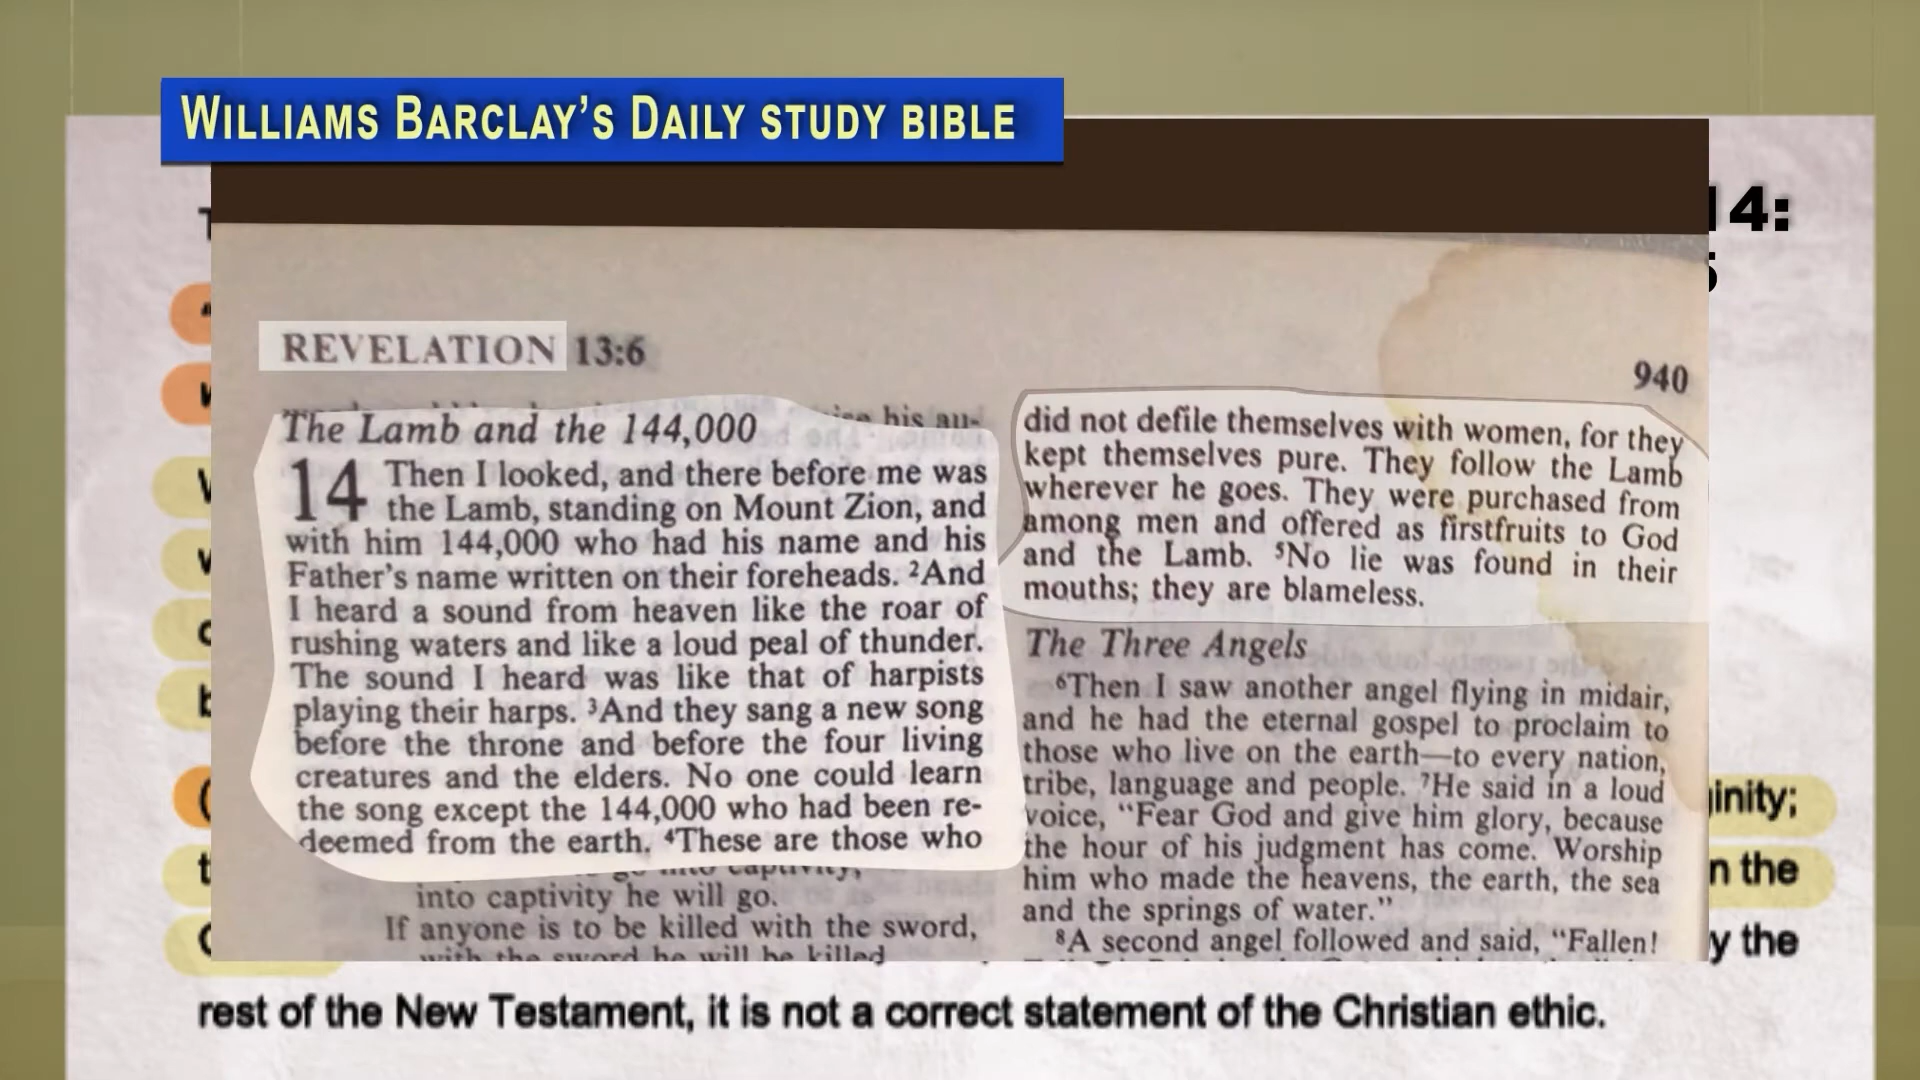 WILLIAMS BARCLAY'S DAILY STUDY BIBLE
14:
REVELATION 13:6
940
The Lamb and the 144,000
his au-
14 Then I looked, and there before me was
the Lamb, standing on Mount Zion, and
with him 144,000 who had his name and his
Father's name written on their foreheads. ²And
I heard a sound from heaven like the roar of
rushing waters and like a loud peal of thunder.
The sound I heard was like that of harpists
playing their harps. ³And they sang a new song
before the throne and before the four living
creatures and the elders. No one could learn
the song except the 144,000 who had been re-
deemed from the earth. ⁴These are those who
into captivity,
into captivity he will go.
If anyone is to be killed with the sword,
with the sword he will be killed
did not defile themselves with women, for they
kept themselves pure. They follow the Lamb
wherever he goes. They were purchased from
among men and offered as firstfruits to God
and the Lamb. ⁵No lie was found in their
mouths; they are blameless.
The Three Angels
⁶Then I saw another angel flying in midair,
and he had the eternal gospel to proclaim to
those who live on the earth—to every nation,
tribe, language and people. ⁷He said in a loud
voice, "Fear God and give him glory, because
the hour of his judgment has come. Worship
him who made the heavens, the earth, the sea
and the springs of water."
⁸A second angel followed and said, "Fallen!
inity;
n the
y the
rest of the New Testament, it is not a correct statement of the Christian ethic.